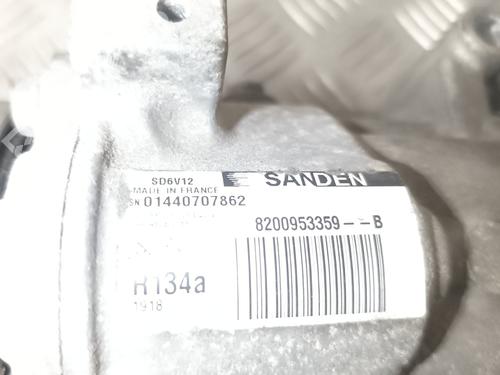 SD6V12
MADE IN FRANCE
SANDEN
SN 01440707862
8200953359--B
R134a
1918